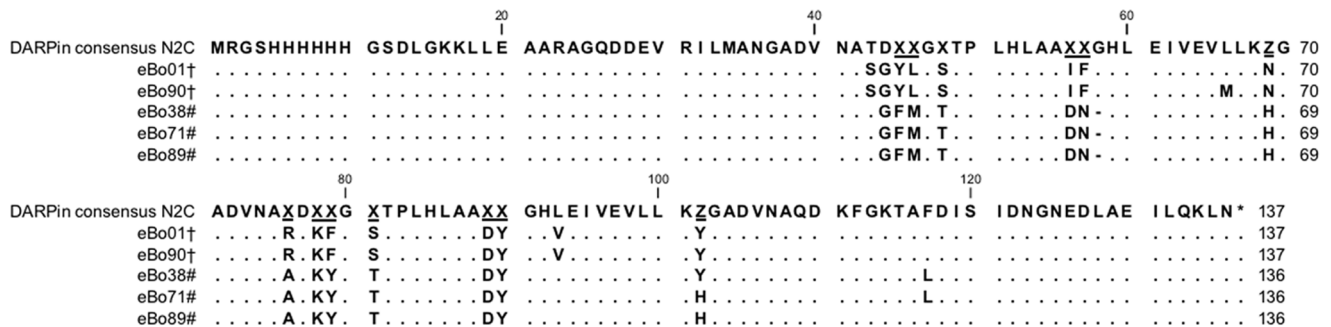 20 40 60
DARPin consensus N2C MRGSHHHHHH GSDLGKKLLE AARAGQDDEV RILMANGADV NATDXXGXTP LHLAAXXGHL EIVEVLLKZG 70
eBo01† .......... .......... .......... .......... ..SGYL.S.. .....IF... ........N. 70
eBo90† .......... .......... .......... .......... ..SGYL.S.. .....IF... .....M..N. 70
eBo38# .......... .......... .......... .......... ...GFM.T.. .....DN-.. ........H. 69
eBo71# .......... .......... .......... .......... ...GFM.T.. .....DN-.. ........H. 69
eBo89# .......... .......... .......... .......... ...GFM.T.. .....DN-.. ........H. 69
80 100 120
DARPin consensus N2C ADVNAXDXXG XTPLHLAAXX GHLEIVEVLL KZGADVNAQD KFGKTAFDIS IDNGNEDLAE ILQKLN* 137
eBo01† .....R.KF. S.......DY ..V....... .Y........ .......... .......... ....... 137
eBo90† .....R.KF. S.......DY ..V....... .Y........ .......... .......... ....... 137
eBo38# .....A.KY. T.......DY .......... .Y........ ......L... .......... ....... 136
eBo71# .....A.KY. T.......DY .......... .H........ ......L... .......... ....... 136
eBo89# .....A.KY. T.......DY .......... .H........ .......... .......... ....... 136